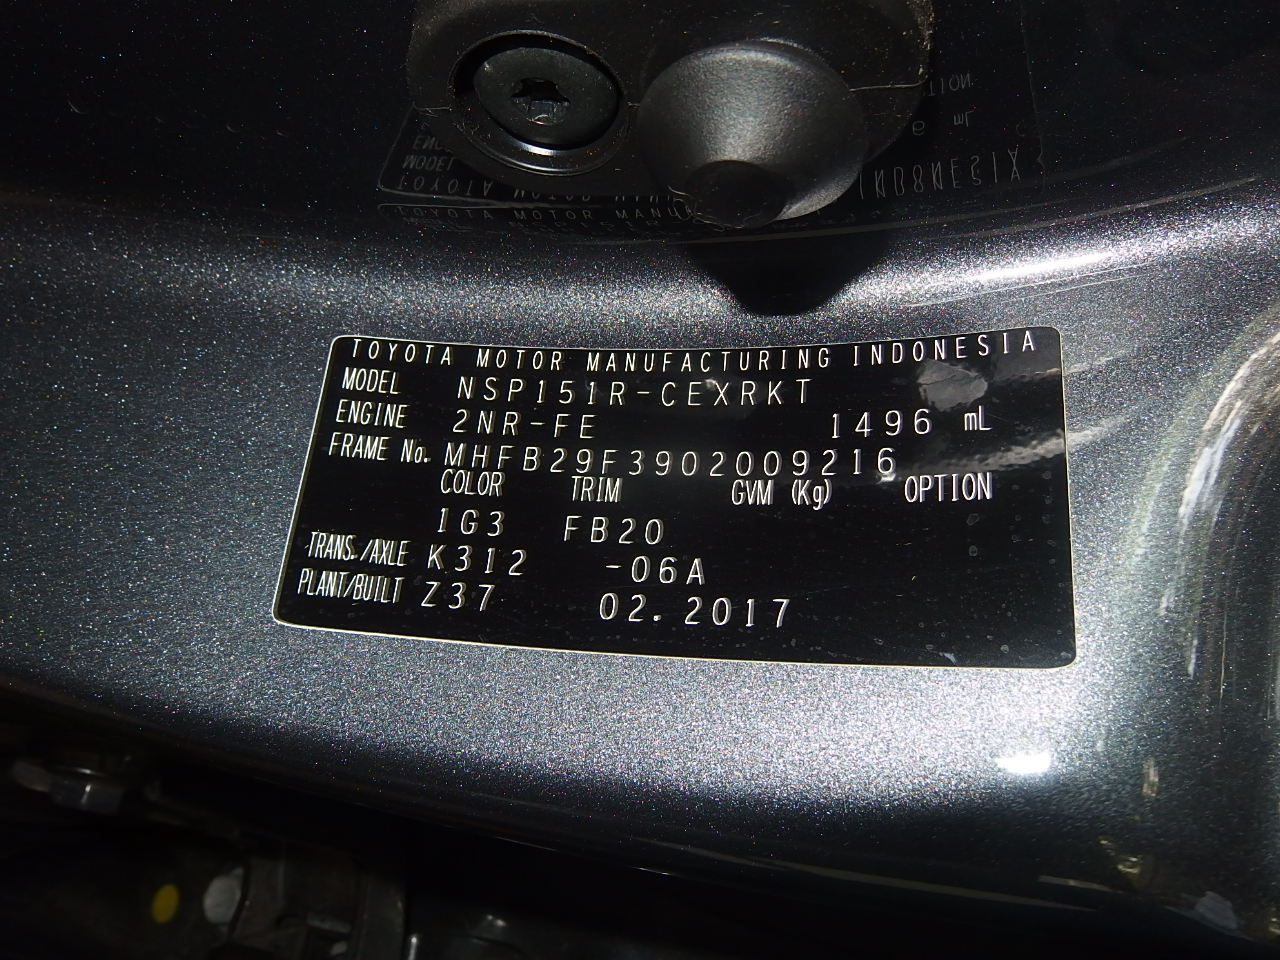 TOYOTA MOTOR MANUFACTURING INDONESIA
MODEL NSP151R-CEXRKT
ENGINE 2NR-FE 1496 mL
FRAME No. MHFB29F3902009216
COLOR TRIM GVM (Kg) OPTION
1G3 FB20
TRANS./AXLE K312 -06A
PLANT/BUILT Z37 02.2017